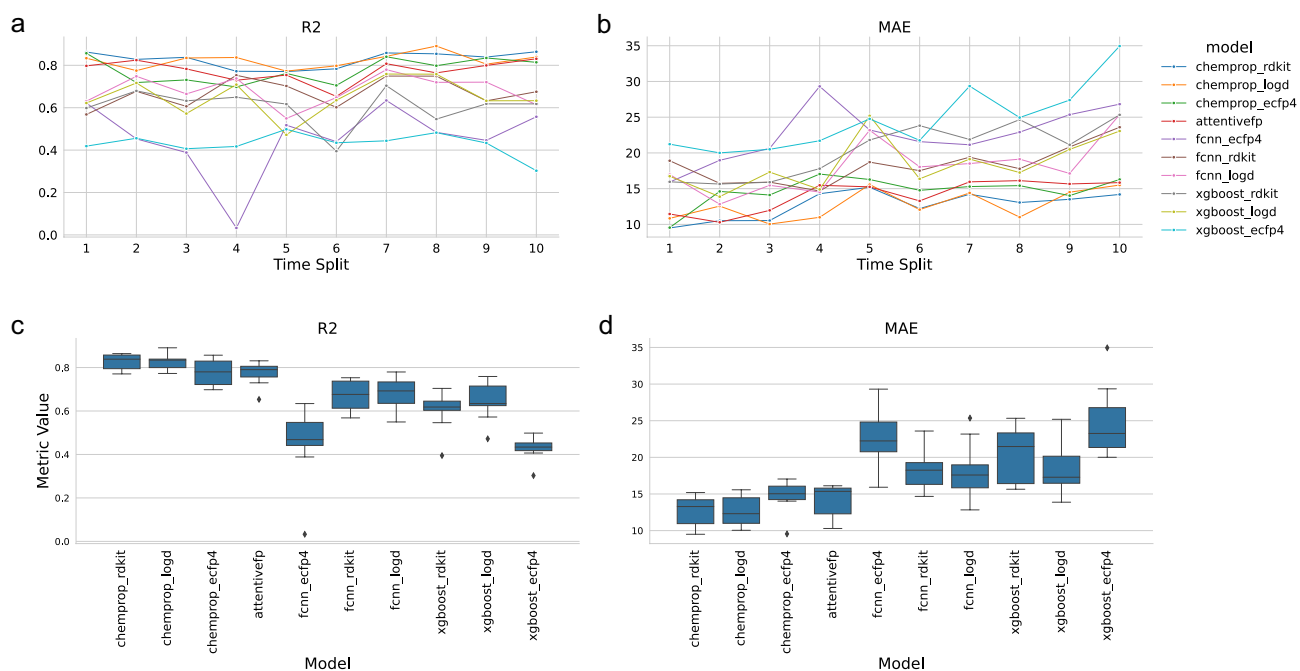 a
R2
0.8
0.6
0.4
0.2
0.0
1 2 3 4 5 6 7 8 9 10
Time Split
b
MAE
35
30
25
20
15
10
1 2 3 4 5 6 7 8 9 10
Time Split
model
chemprop_rdkit
chemprop_logd
chemprop_ecfp4
attentivefp
fcnn_ecfp4
fcnn_rdkit
fcnn_logd
xgboost_rdkit
xgboost_logd
xgboost_ecfp4
c
R2
Metric Value
0.8
0.6
0.4
0.2
0.0
chemprop_rdkit
chemprop_logd
chemprop_ecfp4
attentivefp
fcnn_ecfp4
fcnn_rdkit
fcnn_logd
xgboost_rdkit
xgboost_logd
xgboost_ecfp4
Model
d
MAE
35
30
25
20
15
10
chemprop_rdkit
chemprop_logd
chemprop_ecfp4
attentivefp
fcnn_ecfp4
fcnn_rdkit
fcnn_logd
xgboost_rdkit
xgboost_logd
xgboost_ecfp4
Model